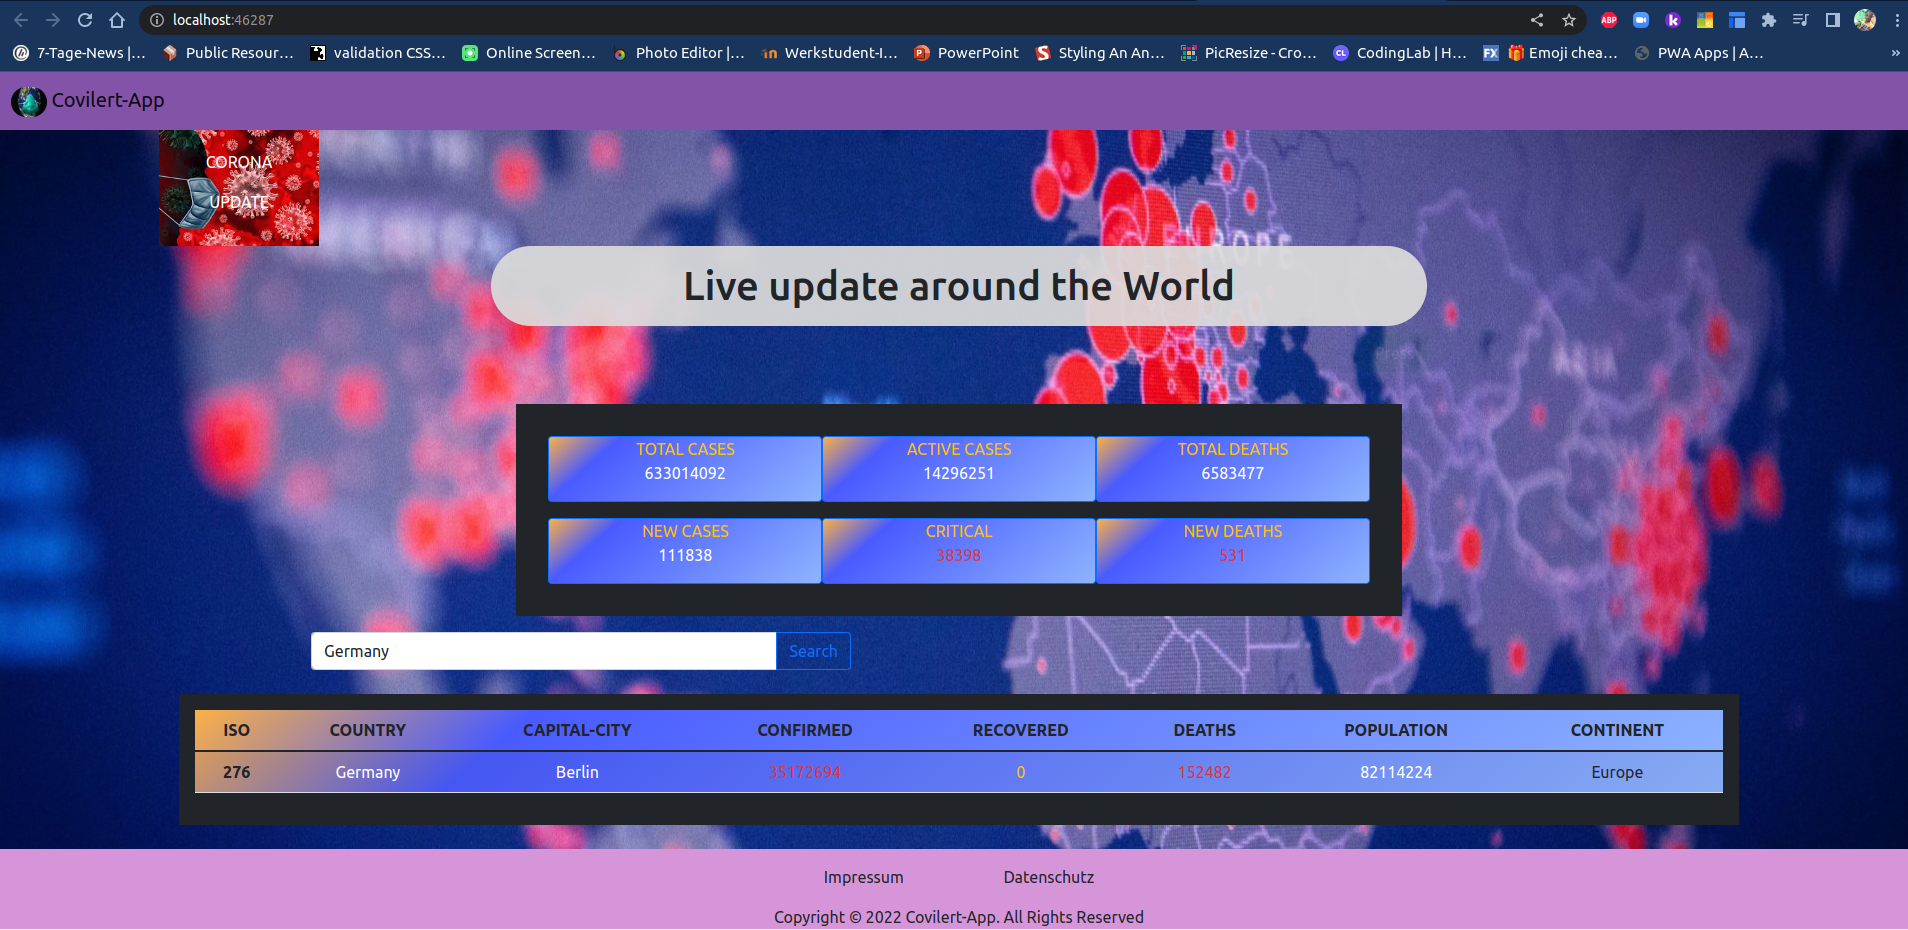 localhost:46287
7-Tage-News |... Public Resour... validation CSS... Online Screen... Photo Editor |... Werkstudent-I... PowerPoint Styling An An... PicResize - Cro... CodingLab | H... Emoji chea... PWA Apps | A... »
Covilert-App
CORONA
UPDATE
EUROPE
Live update around the World
ASIA
TOTAL CASES ACTIVE CASES TOTAL DEATHS
633014092 14296251 6583477
NEW CASES CRITICAL NEW DEATHS
111838 38398 531
Germany Search
ISO COUNTRY CAPITAL-CITY CONFIRMED RECOVERED DEATHS POPULATION CONTINENT
276 Germany Berlin 35172694 0 152482 82114224 Europe
Impressum Datenschutz
Copyright © 2022 Covilert-App. All Rights Reserved